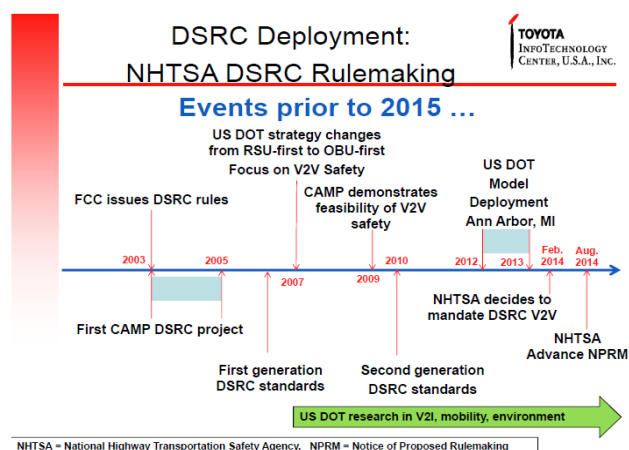 DSRC Deployment:
NHTSA DSRC Rulemaking
TOYOTA
INFOTECHNOLOGY
CENTER, U.S.A., INC.
Events prior to 2015 ...
US DOT strategy changes
from RSU-first to OBU-first
Focus on V2V Safety
FCC issues DSRC rules
CAMP demonstrates
feasibility of V2V
safety
US DOT
Model
Deployment
Ann Arbor, MI
2003
2005
2007
2009
2010
2012
2013
Feb.
2014
Aug.
2014
First CAMP DSRC project
First generation
DSRC standards
Second generation
DSRC standards
NHTSA decides to
mandate DSRC V2V
NHTSA
Advance NPRM
US DOT research in V2I, mobility, environment
NHTSA = National Highway Transportation Safety Agency, NPRM = Notice of Proposed Rulemaking